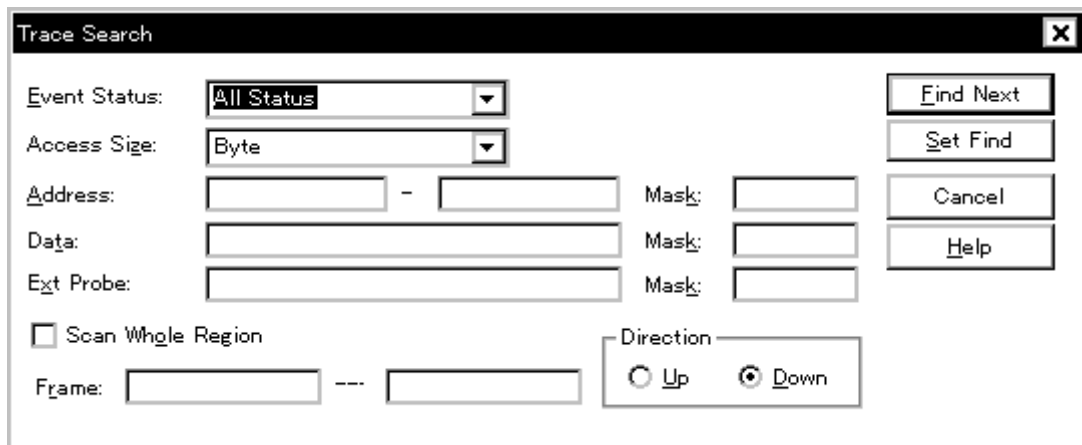 Trace Search
Event Status: All Status Find Next
Access Size: Byte Set Find
Address: - Mask: Cancel
Data: Mask: Help
Ext Probe: Mask:
Scan Whole Region Direction
Frame: ---- Up Down